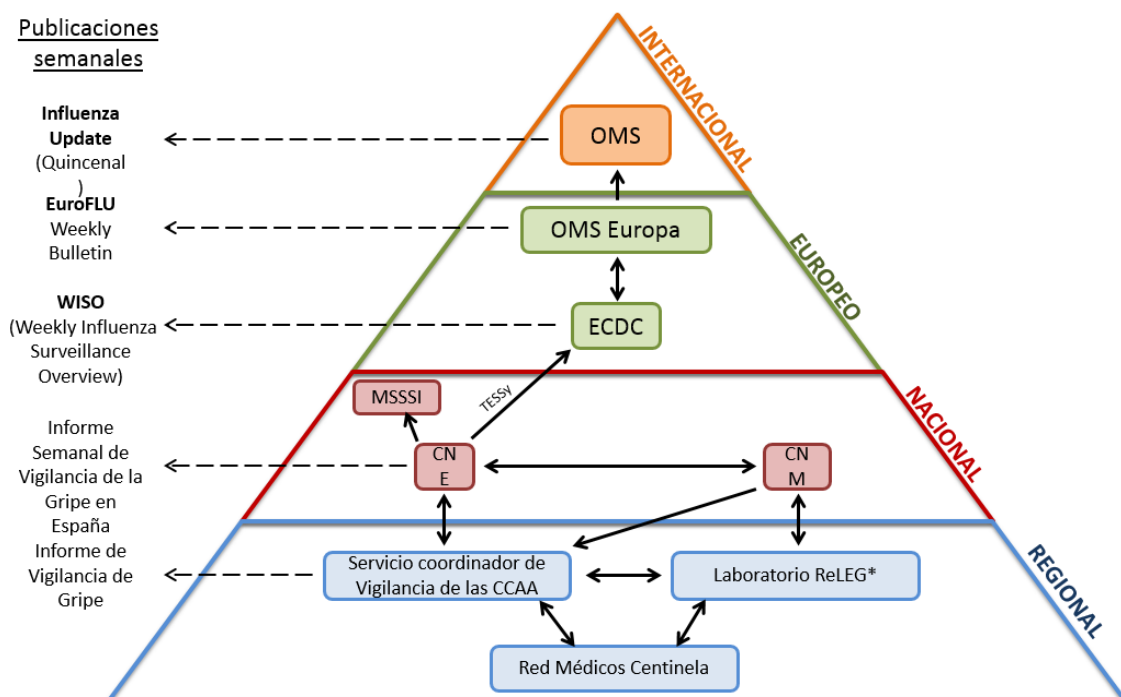 Publicaciones
semanales
Influenza
Update
(Quincenal
)
EuroFLU
Weekly
Bulletin
WISO
(Weekly Influenza
Surveillance
Overview)
Informe
Semanal de
Vigilancia de la
Gripe en
España
Informe de
Vigilancia de
Gripe
INTERNACIONAL
OMS
EUROPEO
OMS Europa
ECDC
TESSy
NACIONAL
MSSSI
CN
E
CN
M
REGIONAL
Servicio coordinador de
Vigilancia de las CCAA
Laboratorio ReLEG*
Red Médicos Centinela